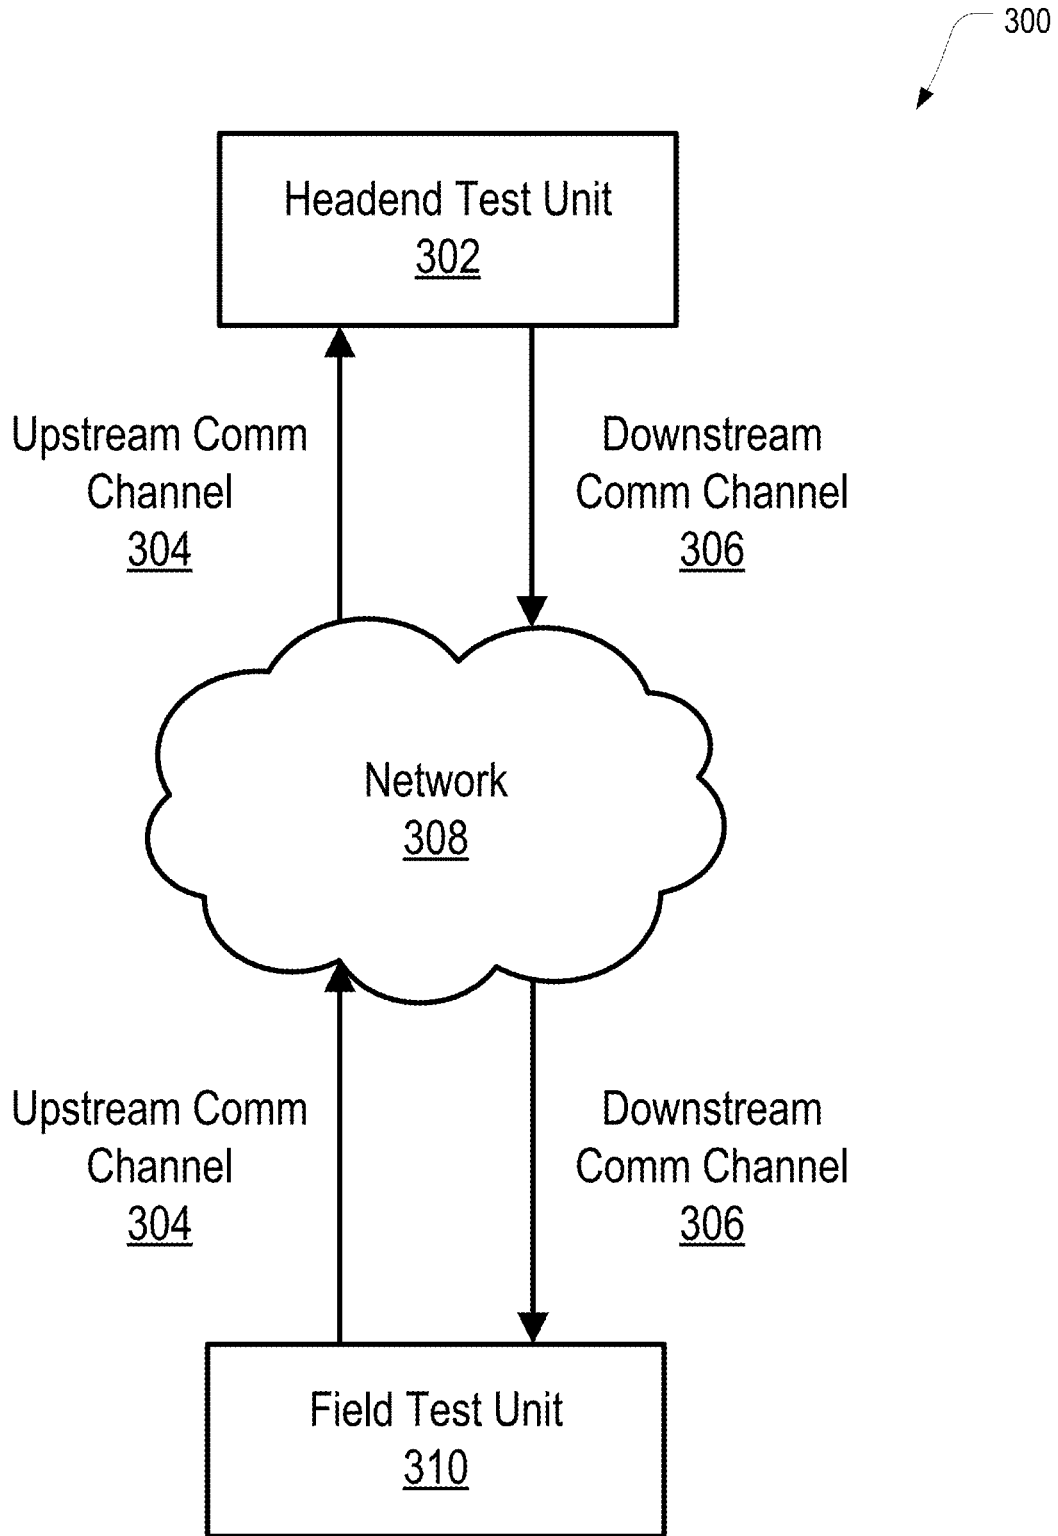 300
Headend Test Unit
302
Upstream Comm
Channel
304
Downstream
Comm Channel
306
Network
308
Upstream Comm
Channel
304
Downstream
Comm Channel
306
Field Test Unit
310